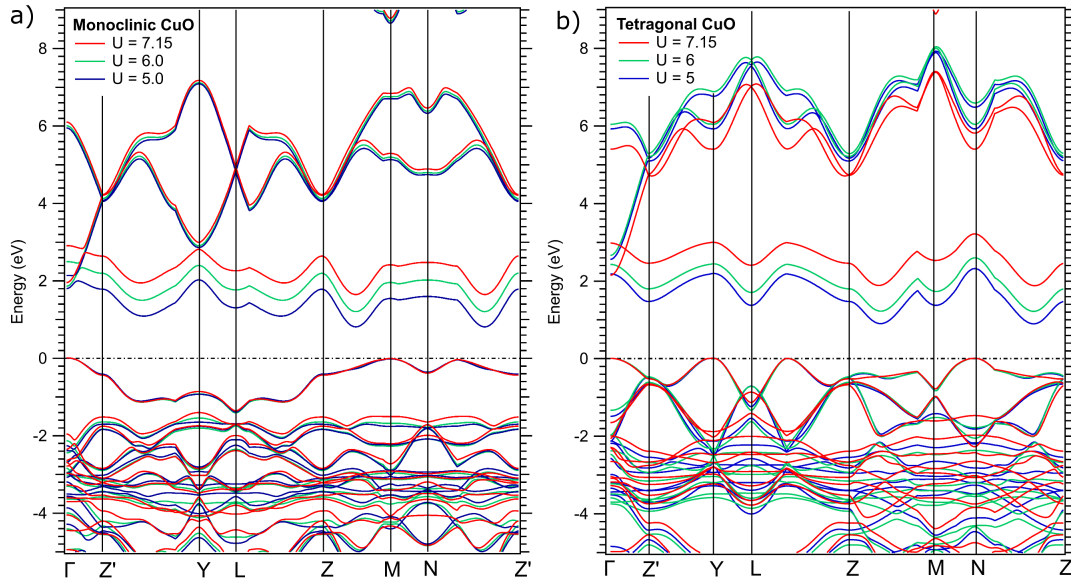 a)
Monoclinic CuO
U = 7.15
U = 6.0
U = 5.0
Energy (eV)
8
6
4
2
0
-2
-4
Γ Z' Y L Z M N Z'
b)
Tetragonal CuO
U = 7.15
U = 6
U = 5
Energy (eV)
8
6
4
2
0
-2
-4
Γ Z' Y L Z M N Z